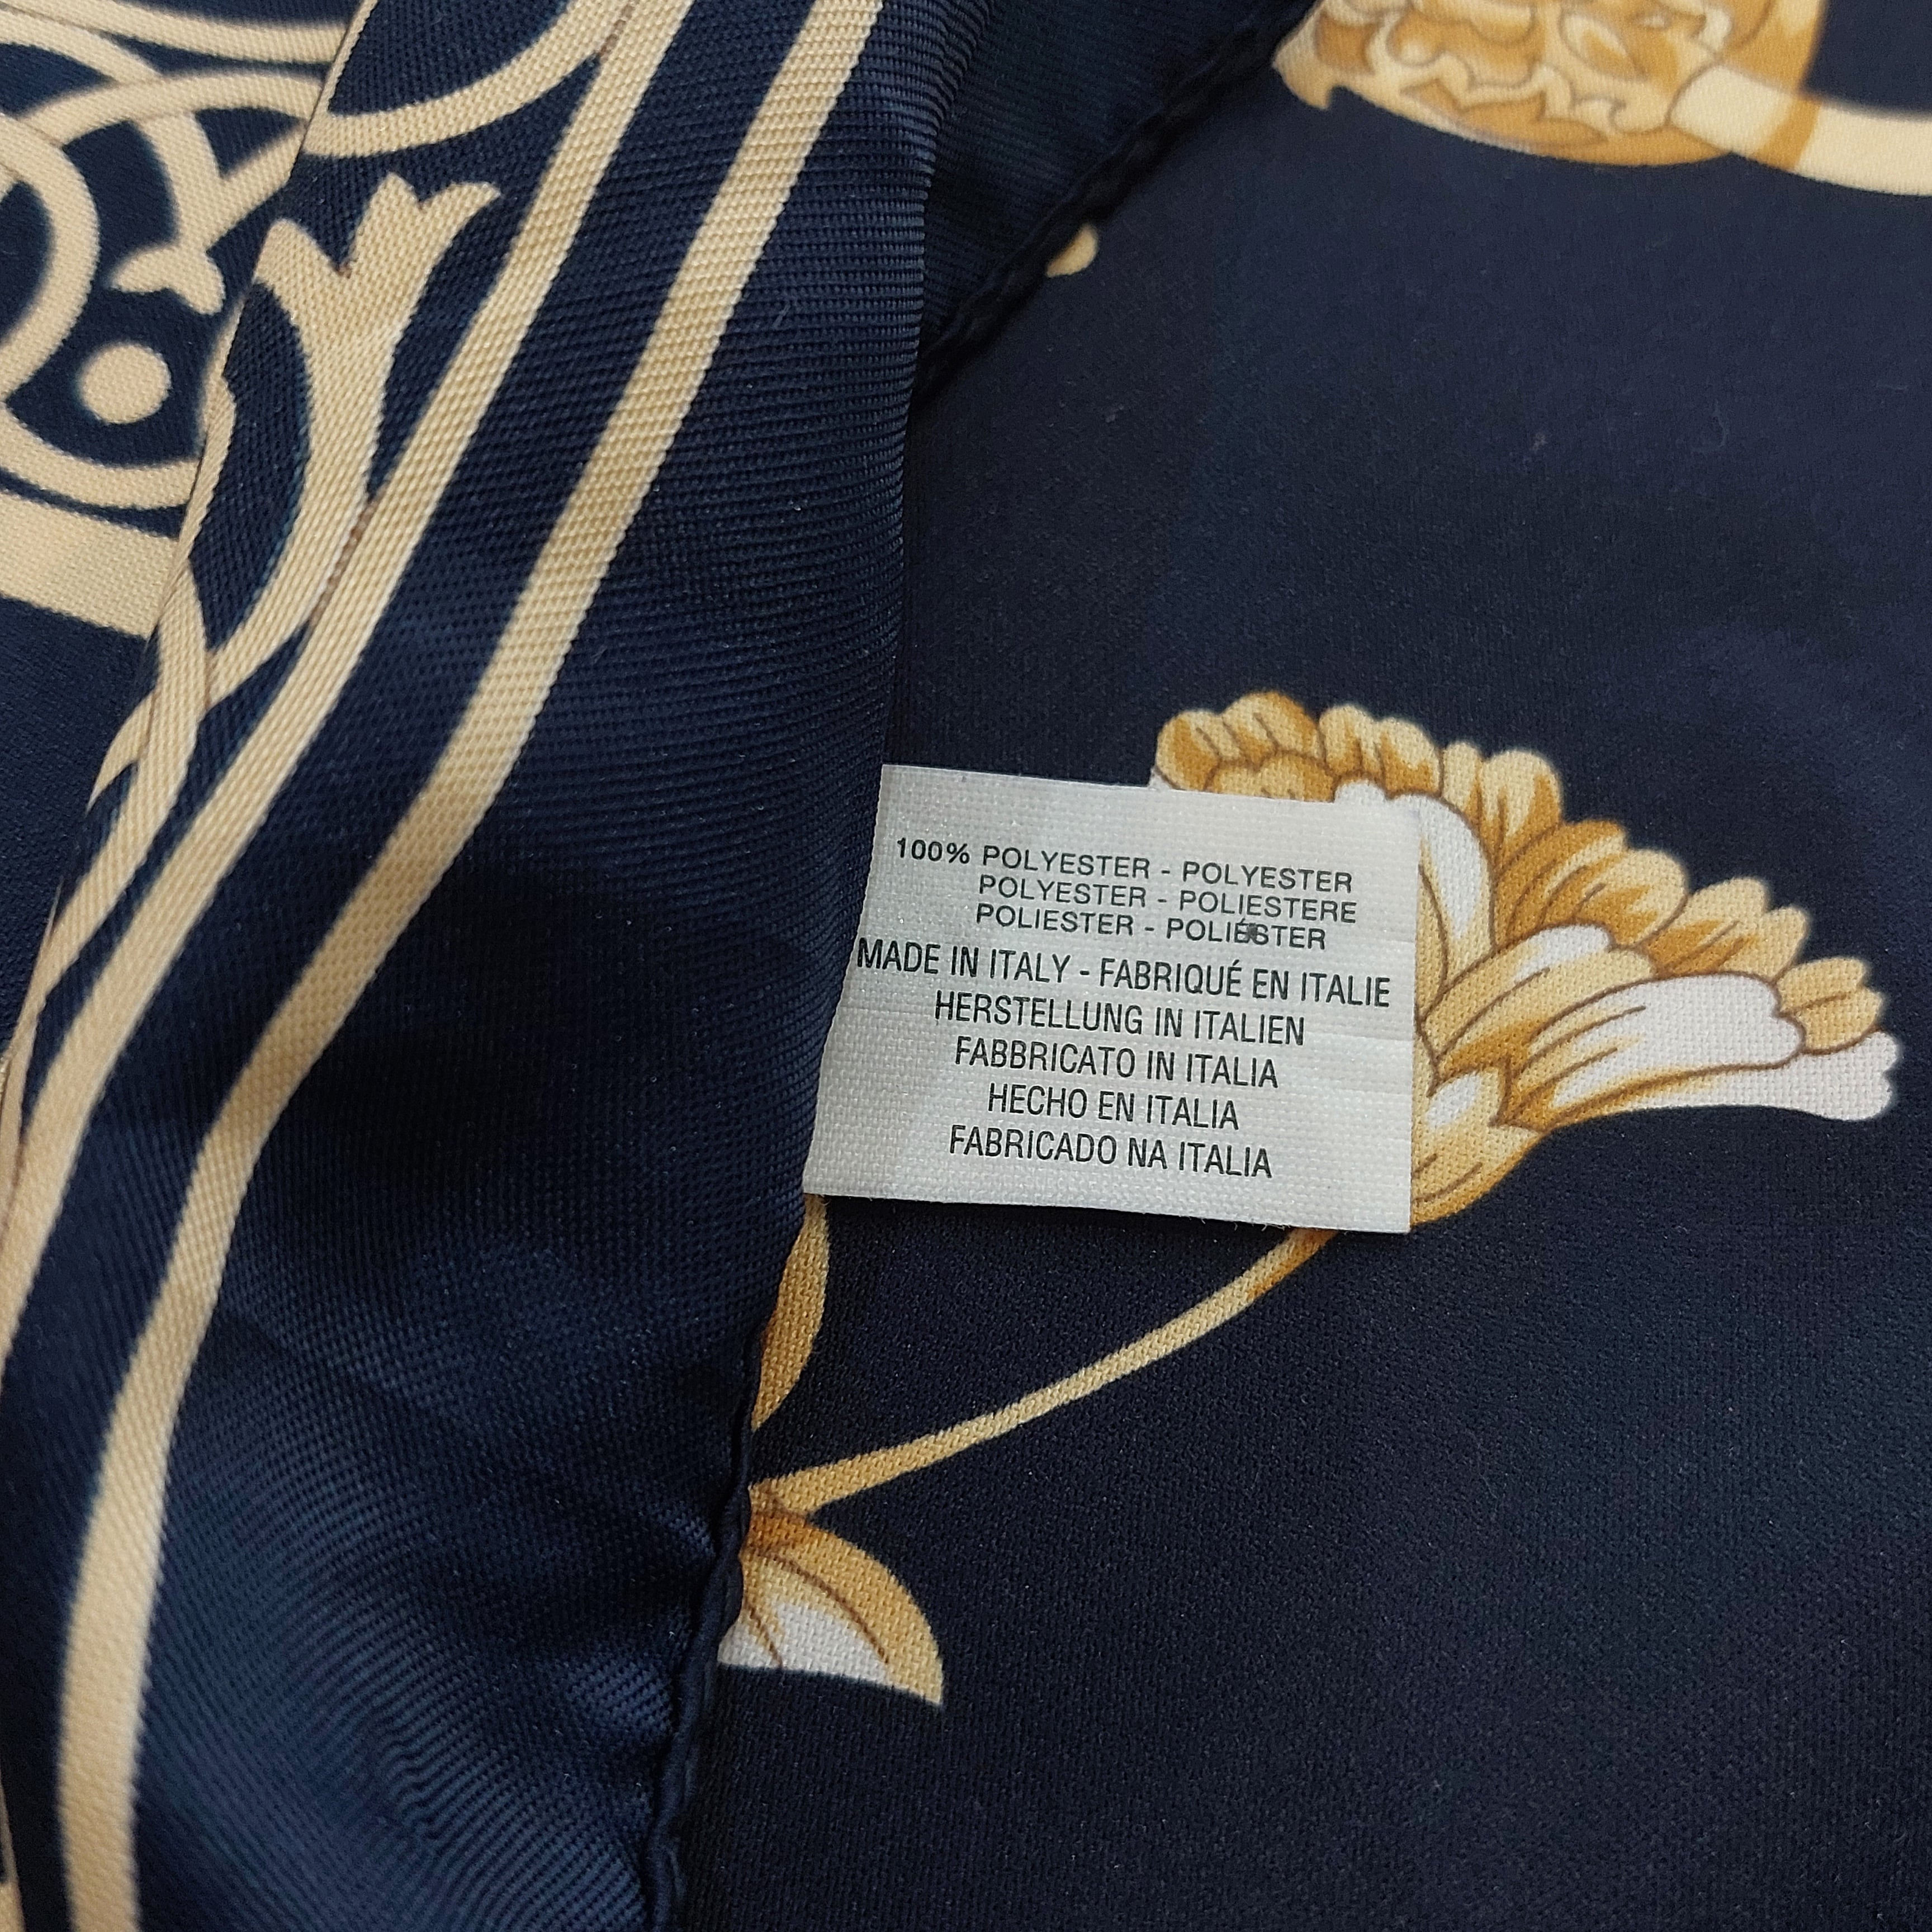 100% POLYESTER - POLYESTER
POLYESTER - POLIESTERE
POLIESTER - POLIÉSTER
MADE IN ITALY - FABRIQUÉ EN ITALIE
HERSTELLUNG IN ITALIEN
FABBRICATO IN ITALIA
HECHO EN ITALIA
FABRICADO NA ITALIA